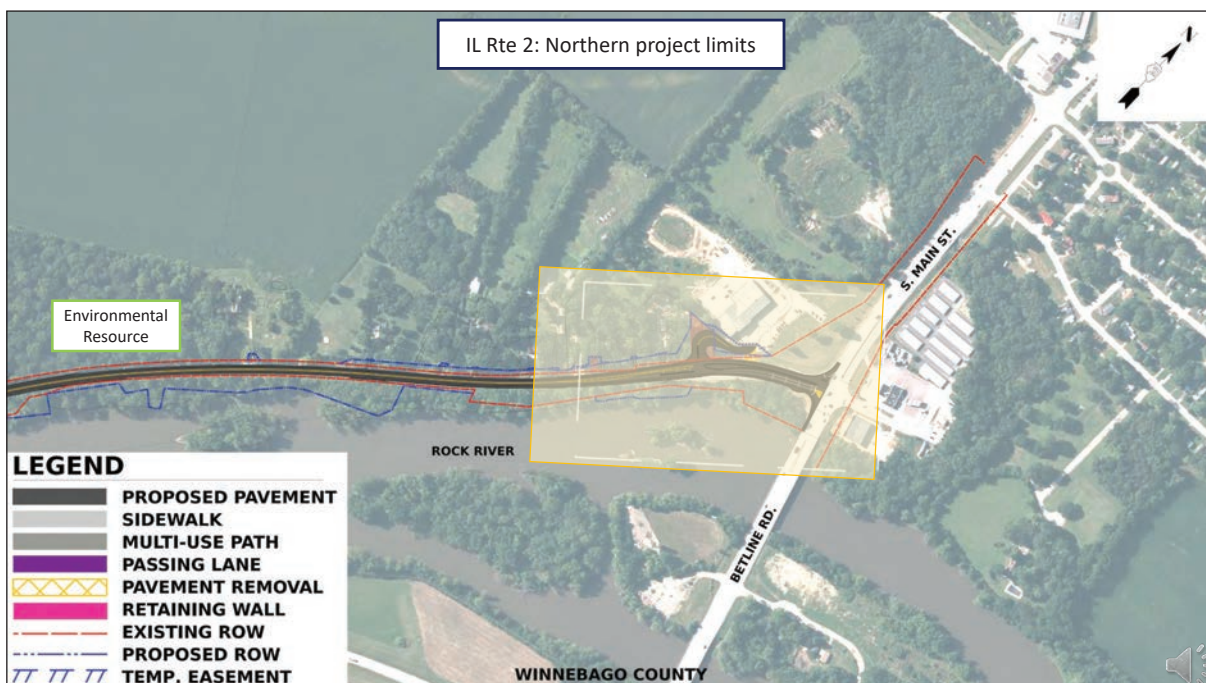 IL Rte 2: Northern project limits
S. MAIN ST.
Environmental
Resource
ROCK RIVER
BETLINE RD.
LEGEND
PROPOSED PAVEMENT
SIDEWALK
MULTI-USE PATH
PASSING LANE
PAVEMENT REMOVAL
RETAINING WALL
EXISTING ROW
PROPOSED ROW
TEMP. EASEMENT
WINNEBAGO COUNTY